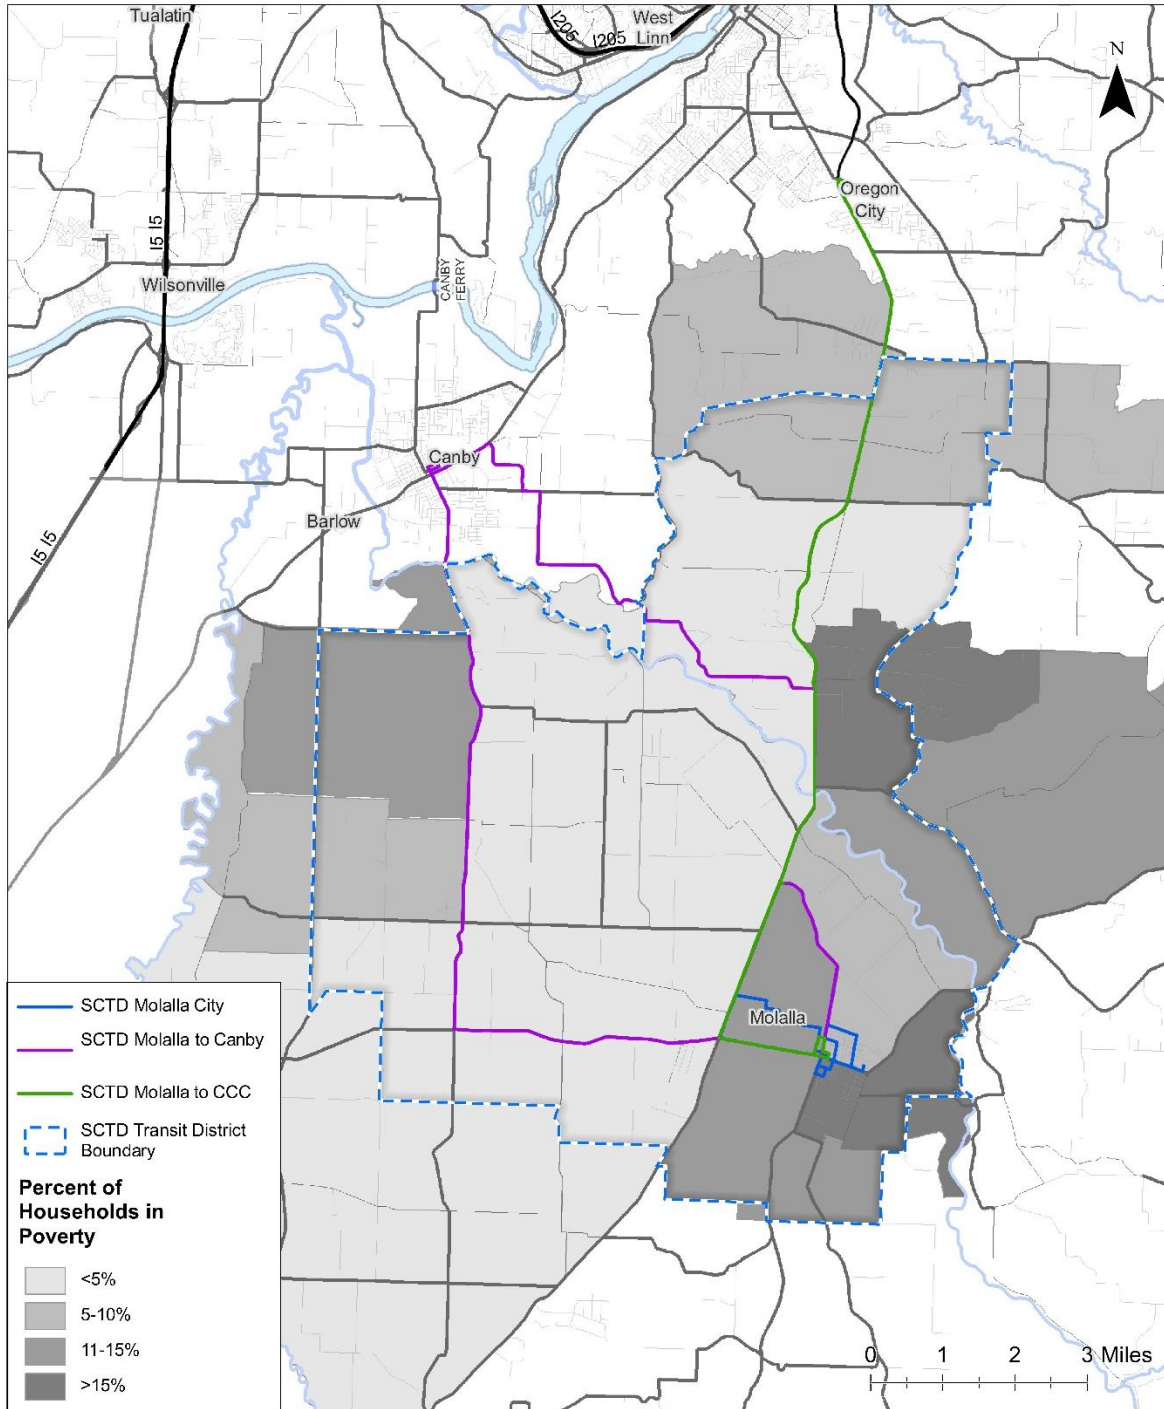 Tualatin
West
Linn
I205
I205
N
Oregon
City
I5 I5
Wilsonville
CANBY
FERRY
Canby
Barlow
I5 I5
Molalla
SCTD Molalla City
SCTD Molalla to Canby
SCTD Molalla to CCC
SCTD Transit District
Boundary
Percent of
Households in
Poverty
<5%
5-10%
11-15%
>15%
0 1 2 3 Miles